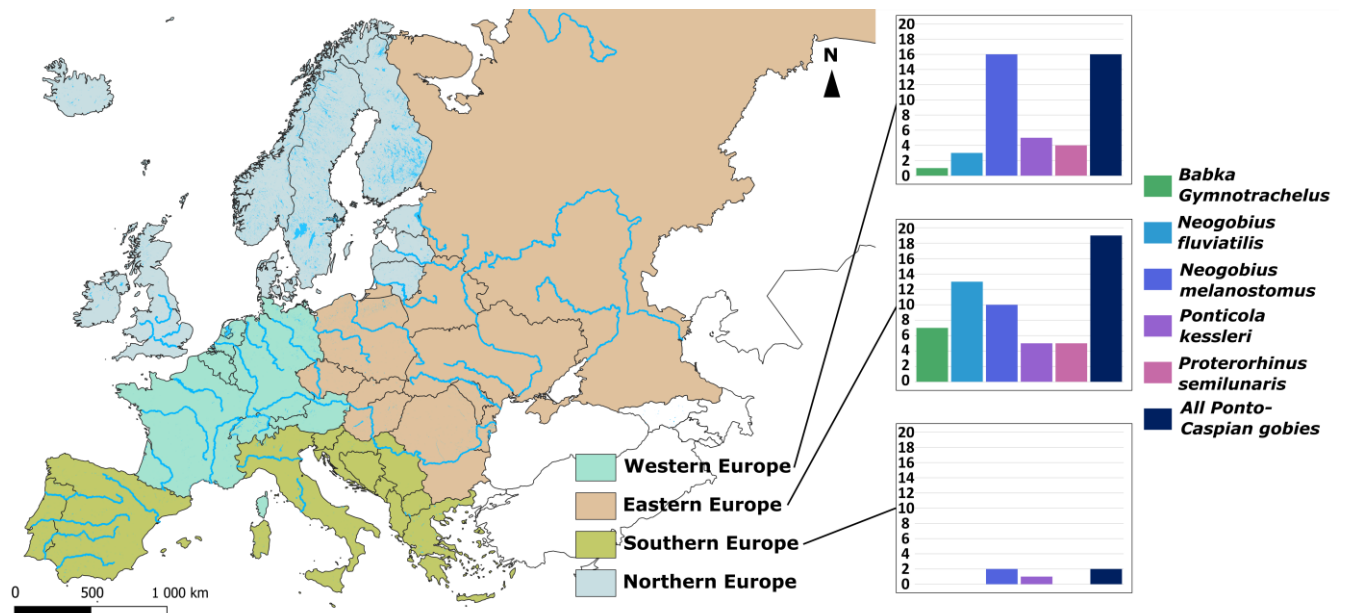 N
0 500 1 000 km
Western Europe
Eastern Europe
Southern Europe
Northern Europe
20
18
16
14
12
10
8
6
4
2
0
20
18
16
14
12
10
8
6
4
2
0
20
18
16
14
12
10
8
6
4
2
0
Babka
Gymnotrachelus
Neogobius
fluviatilis
Neogobius
melanostomus
Ponticola
kessleri
Proterorhinus
semilunaris
All Ponto-
Caspian gobies